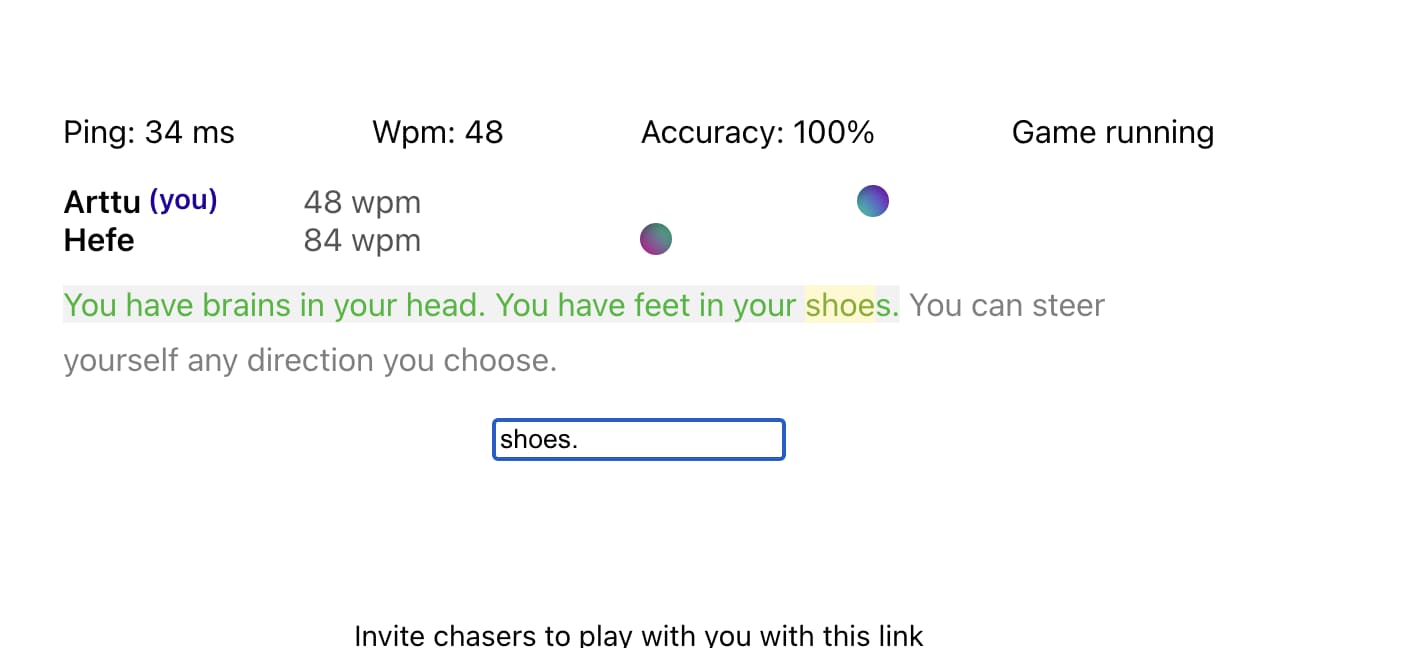 Ping: 34 ms Wpm: 48 Accuracy: 100% Game running
Arttu (you) 48 wpm
Hefe 84 wpm
You have brains in your head. You have feet in your shoes. You can steer
yourself any direction you choose.
shoes.
Invite chasers to play with you with this link